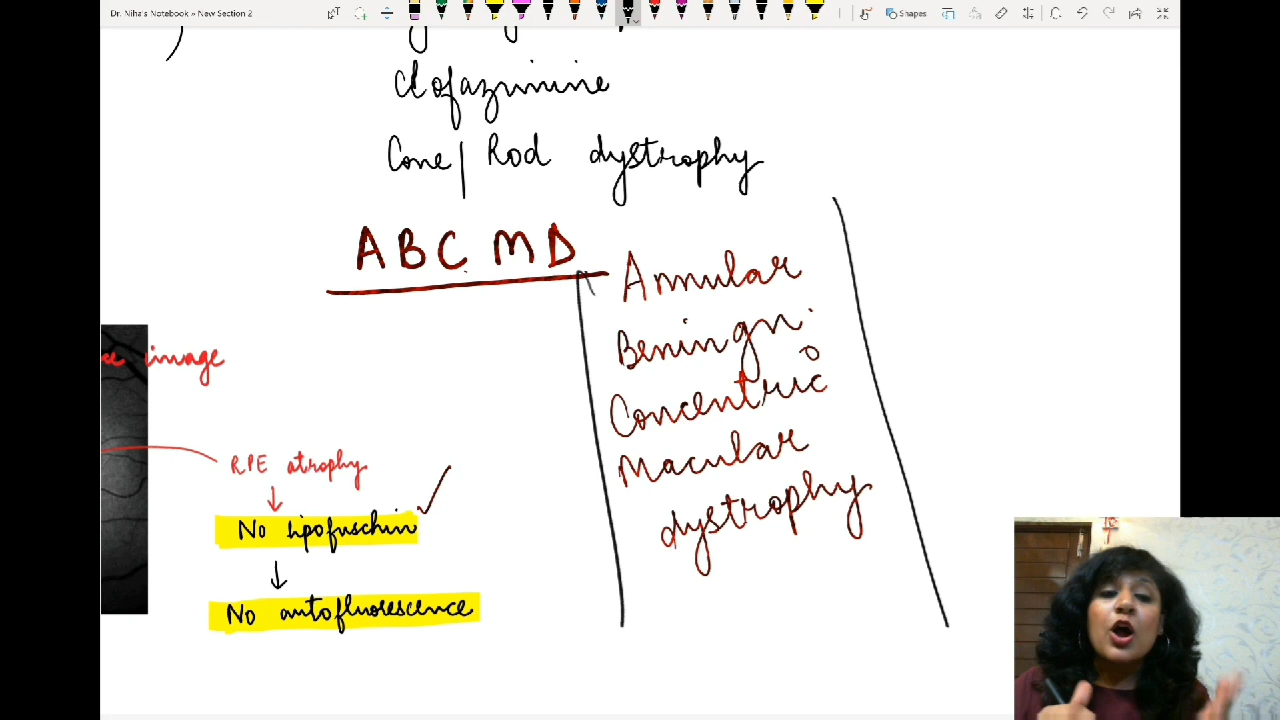 Dr. Niha's Notebook » New Section 2
Shapes
Clofazimine
Cone/Rod dystrophy
ABCMD
Annular
Beningn.
Concentric
Macular
dystrophy
image
RPE atrophy
No lipofuschin
No autofluorescence